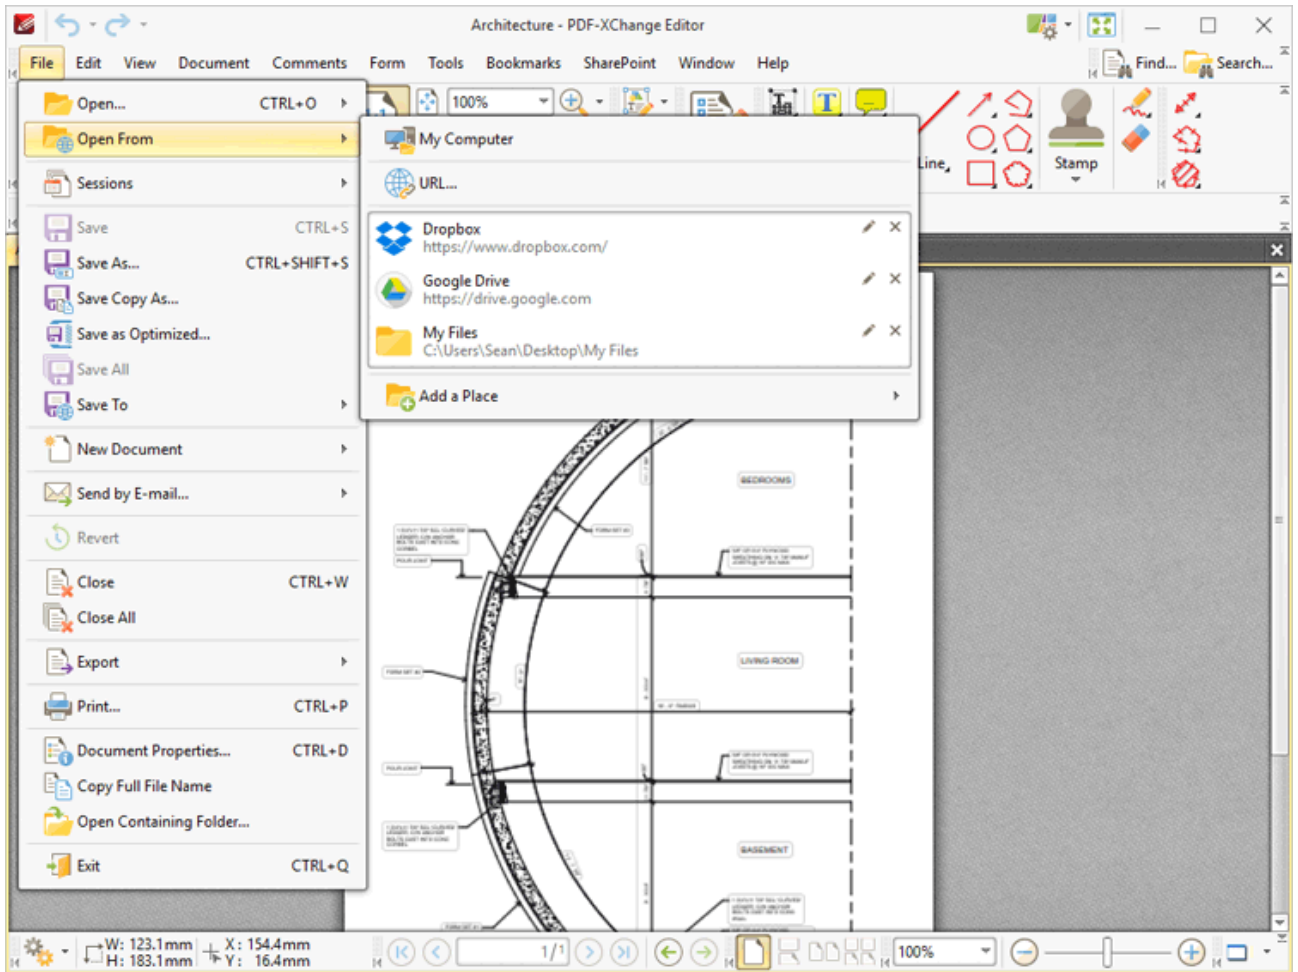 Architecture - PDF-XChange Editor
File Edit View Document Comments Form Tools Bookmarks SharePoint Window Help Find... Search...
Open... CTRL+O
100%
Open From
My Computer
Line
Stamp
Sessions
URL...
Save CTRL+S
Dropbox
https://www.dropbox.com/
Save As... CTRL+SHIFT+S
Google Drive
https://drive.google.com
Save Copy As...
Save as Optimized...
My Files
C:\Users\Sean\Desktop\My Files
Save All
Save To
Add a Place
New Document
Send by E-mail...
Revert
Close CTRL+W
Close All
Export
Print... CTRL+P
Document Properties... CTRL+D
Copy Full File Name
Open Containing Folder...
Exit CTRL+Q
BEDROOMS
LIVING ROOM
BASEMENT
W: 123.1mm
H: 183.1mm
X: 154.4mm
Y: 16.4mm
1/1
100%